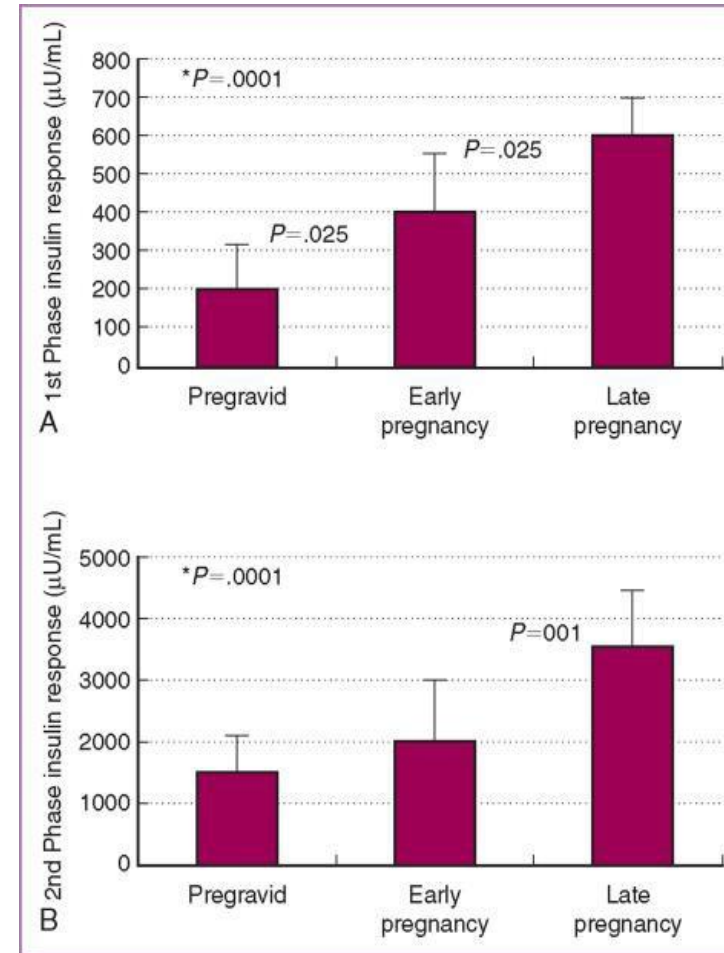 1st Phase insulin response (μU/mL)
800
700
600
500
400
300
200
100
0
*P=.0001
P=.025
P=.025
Pregravid
Early
pregnancy
Late
pregnancy
A
2nd Phase insulin response (μU/mL)
5000
4000
3000
2000
1000
0
*P=.0001
P=001
Pregravid
Early
pregnancy
Late
pregnancy
B